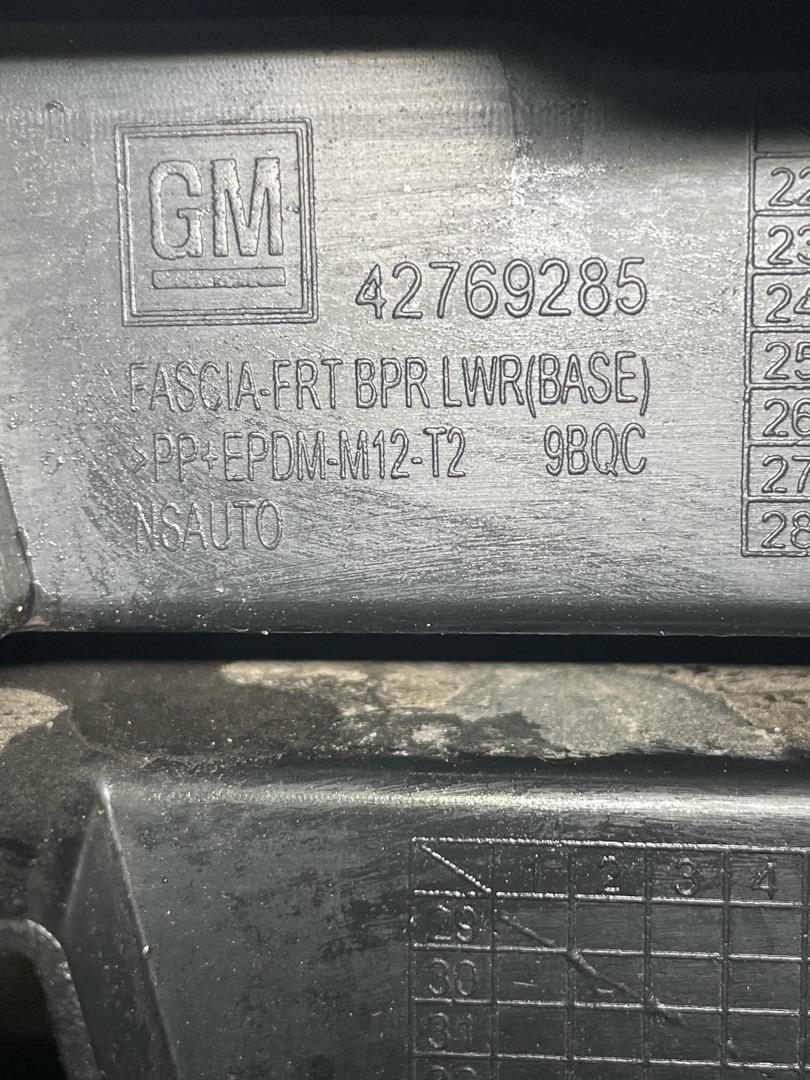 GM
42769285
FASCIA-FRT BPR LWR(BASE)
>PP+EPDM-M12-T2 9BQC
NSAUTO
22
23
24
25
26
27
28
1 2 3 4
29
30
31